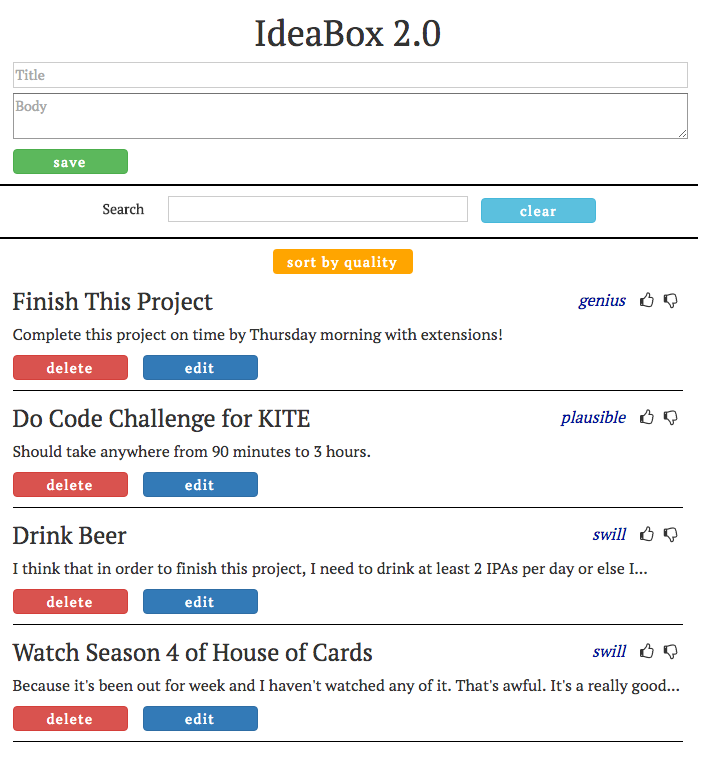 IdeaBox 2.0
Title
Body
save
Search
clear
sort by quality
Finish This Project
genius
Complete this project on time by Thursday morning with extensions!
delete
edit
Do Code Challenge for KITE
plausible
Should take anywhere from 90 minutes to 3 hours.
delete
edit
Drink Beer
swill
I think that in order to finish this project, I need to drink at least 2 IPAs per day or else I...
delete
edit
Watch Season 4 of House of Cards
swill
Because it's been out for week and I haven't watched any of it. That's awful. It's a really good...
delete
edit